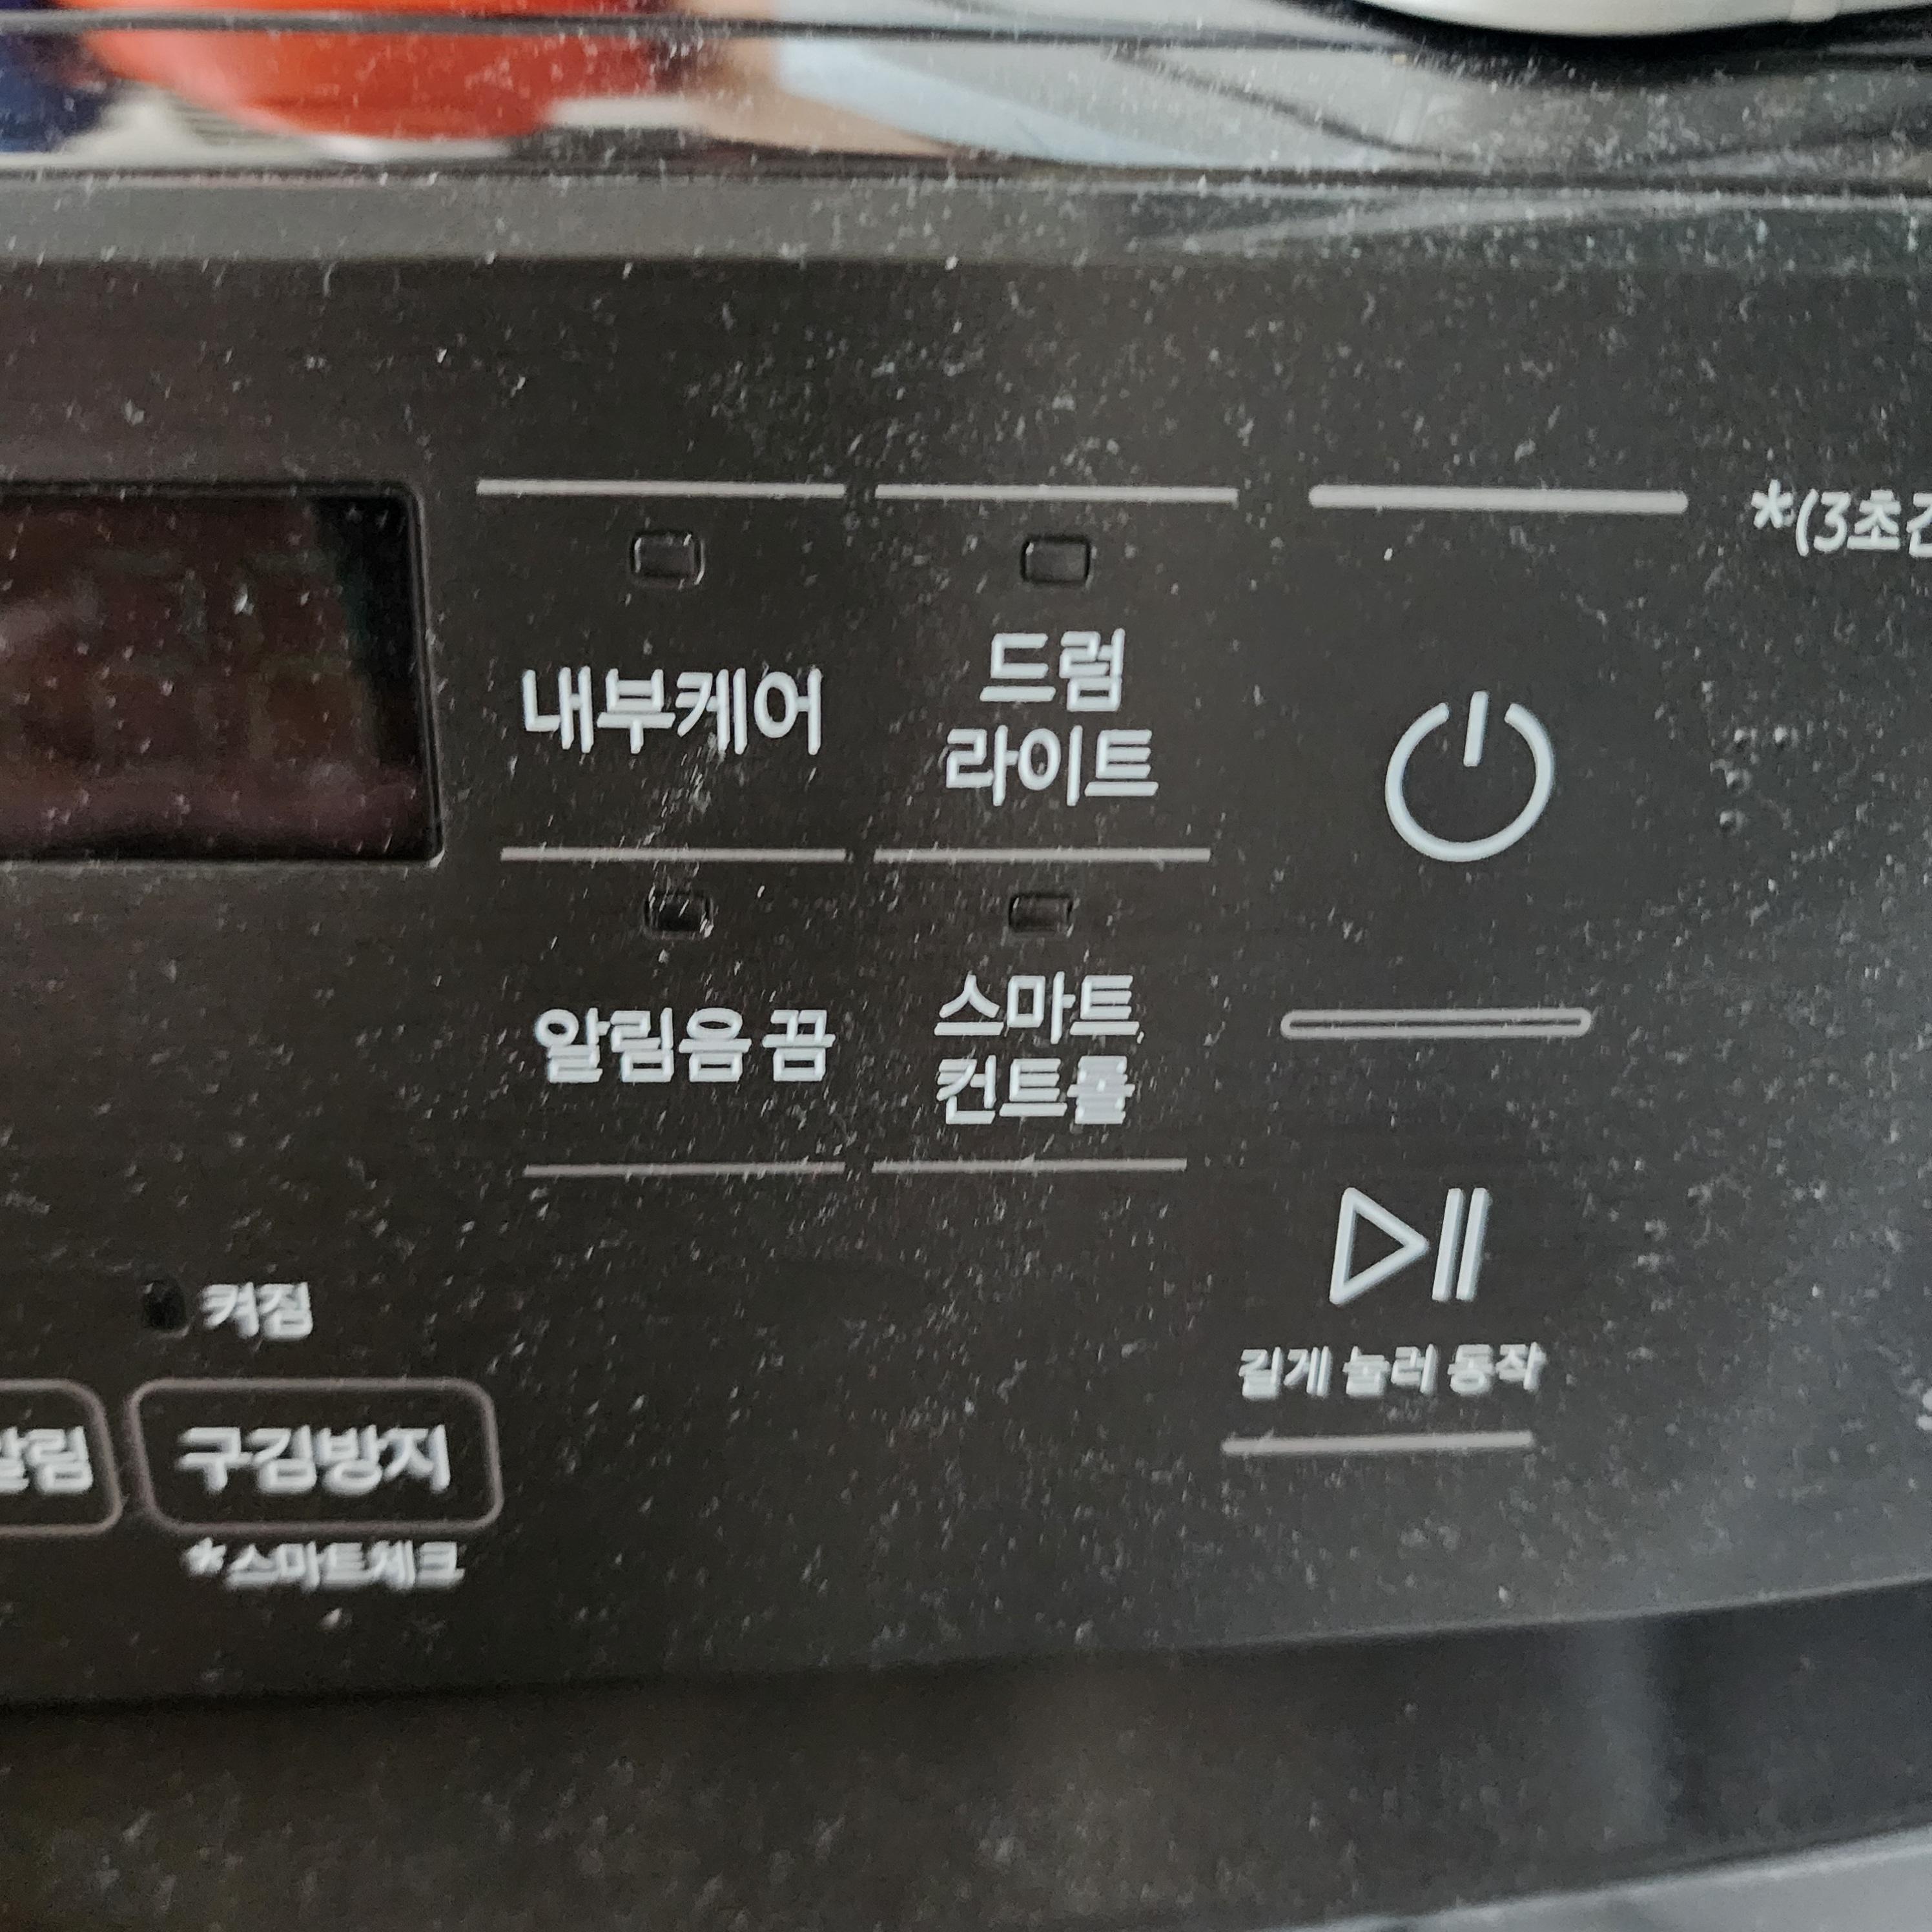 *(3초간
내부케어
드럼
라이트
알림음 끔
스마트
컨트롤
켜짐
길게 눌러 동작
알림
구김방지
*스마트체크